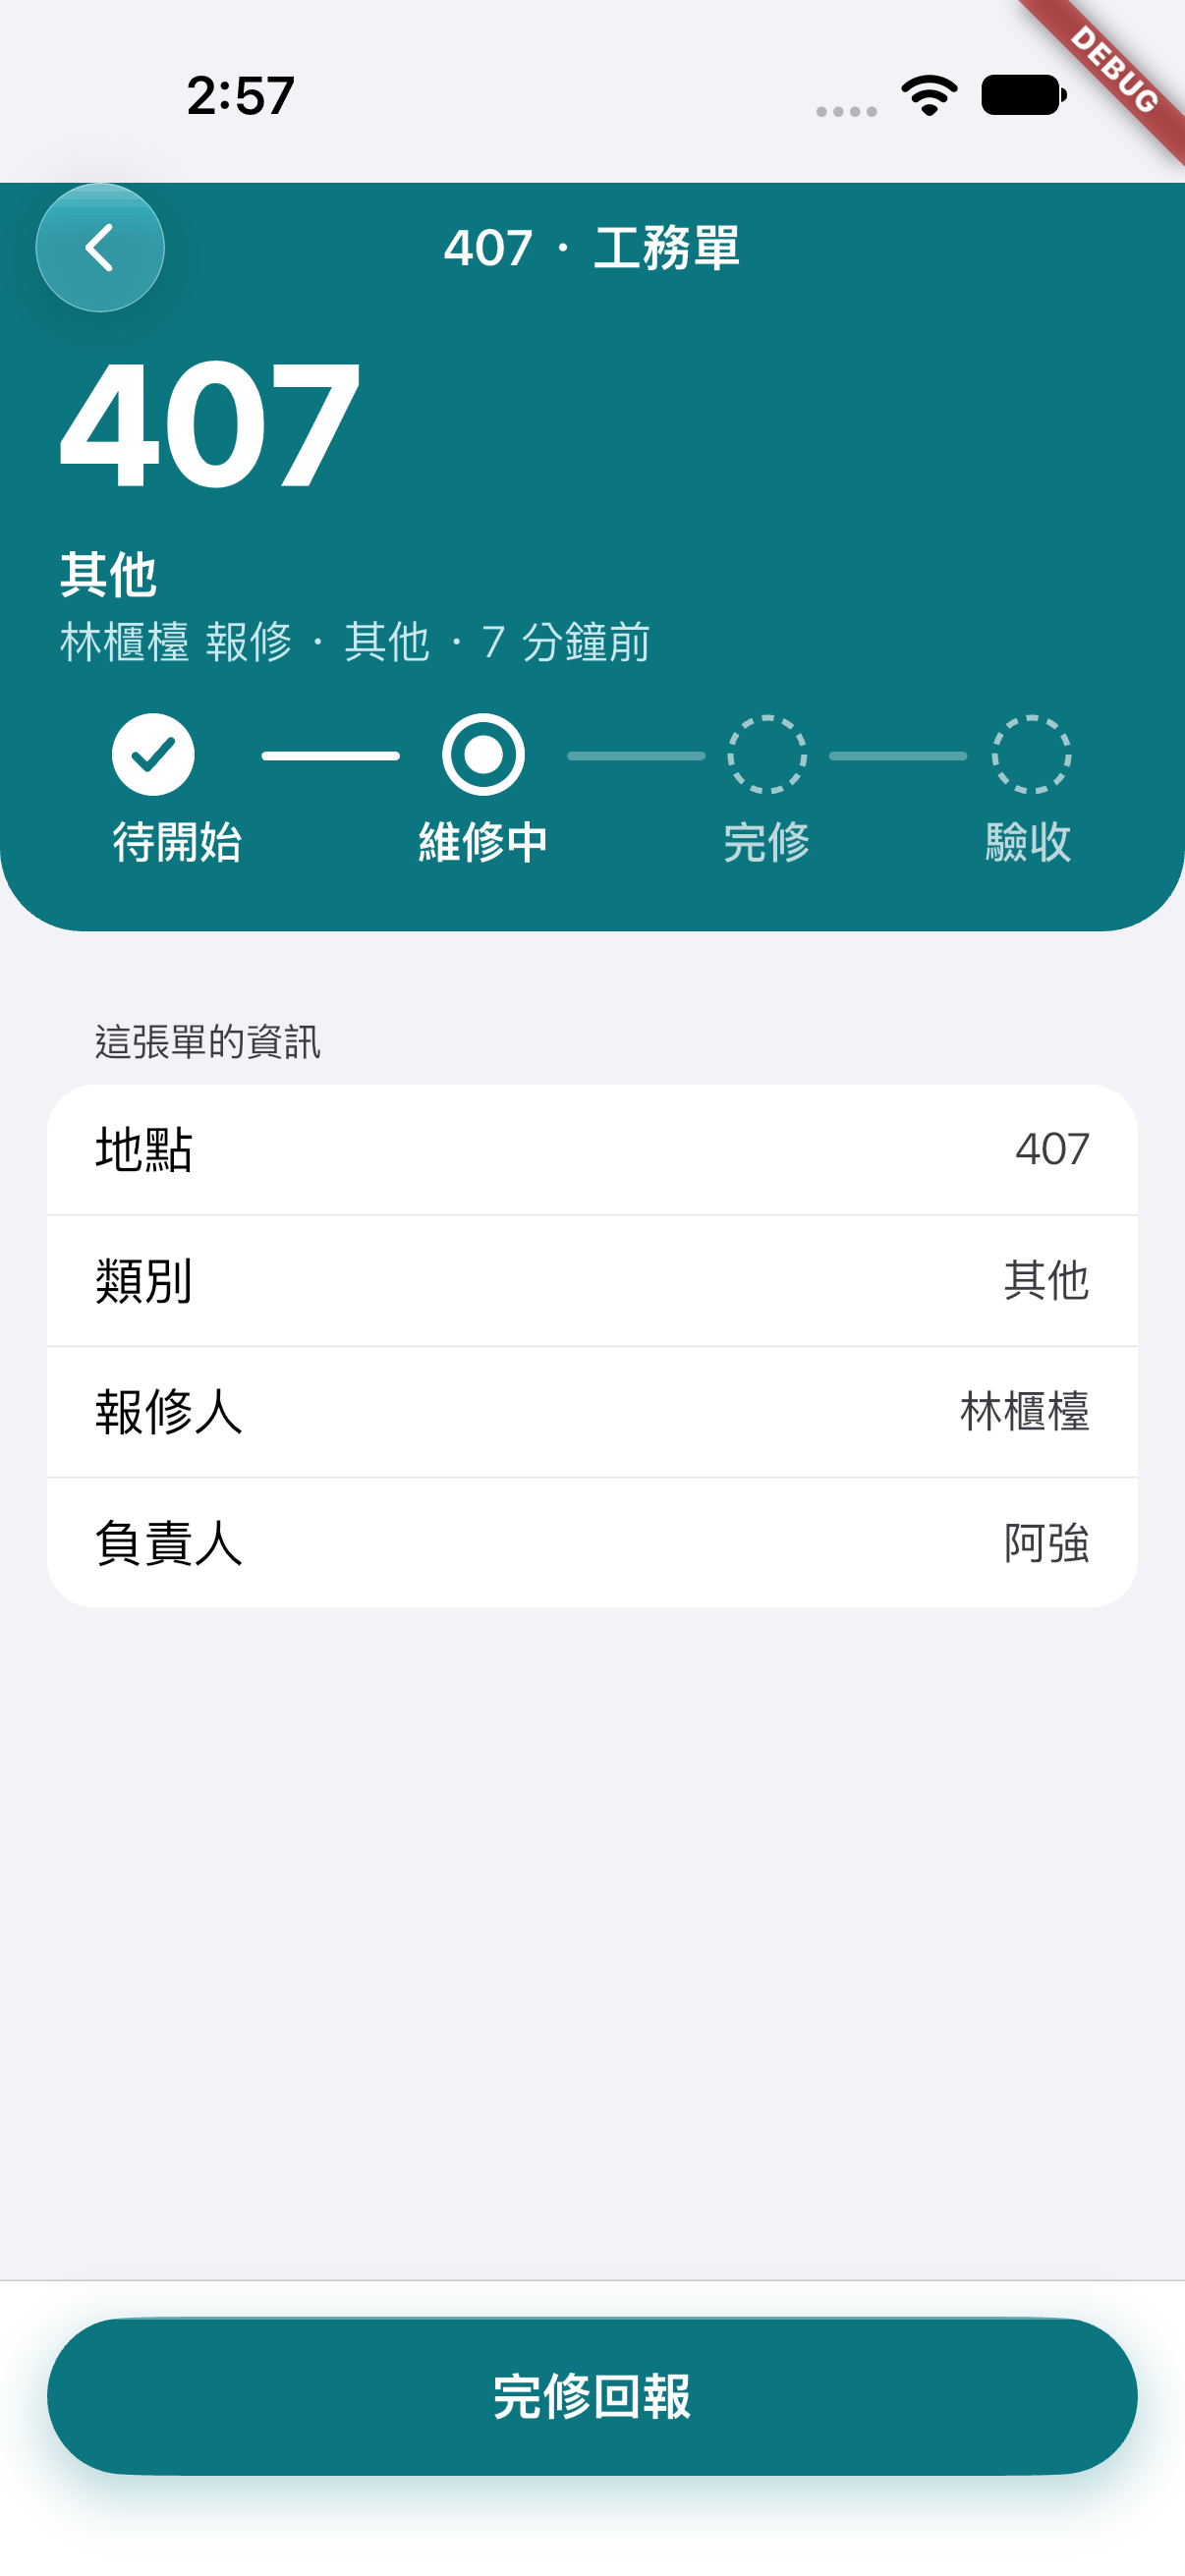 2:57
DEBUG
407 · 工務單
407
其他
林櫃檯 報修 · 其他 · 7 分鐘前
待開始 維修中 完修 驗收
這張單的資訊
地點 407
類別 其他
報修人 林櫃檯
負責人 阿強
完修回報